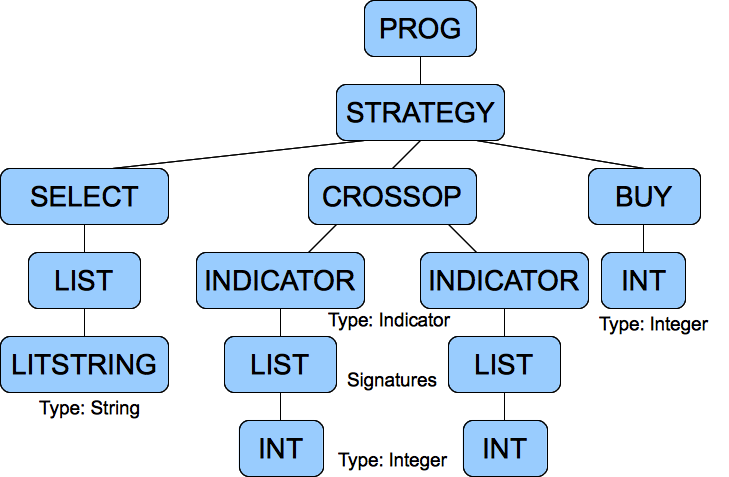 PROG
STRATEGY
SELECT
CROSSOP
BUY
LIST
INDICATOR
INDICATOR
INT
Type: Indicator
Type: Integer
LITSTRING
LIST
Signatures
LIST
Type: String
INT
Type: Integer
INT